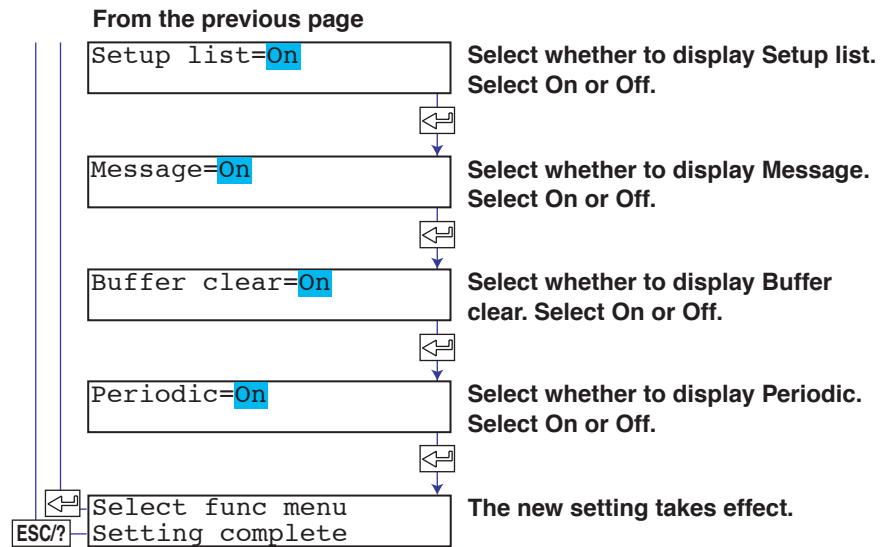 From the previous page
Setup list=On
Select whether to display Setup list.
Select On or Off.
Message=On
Select whether to display Message.
Select On or Off.
Buffer clear=On
Select whether to display Buffer
clear. Select On or Off.
Periodic=On
Select whether to display Periodic.
Select On or Off.
Select func menu
The new setting takes effect.
ESC/?
Setting complete